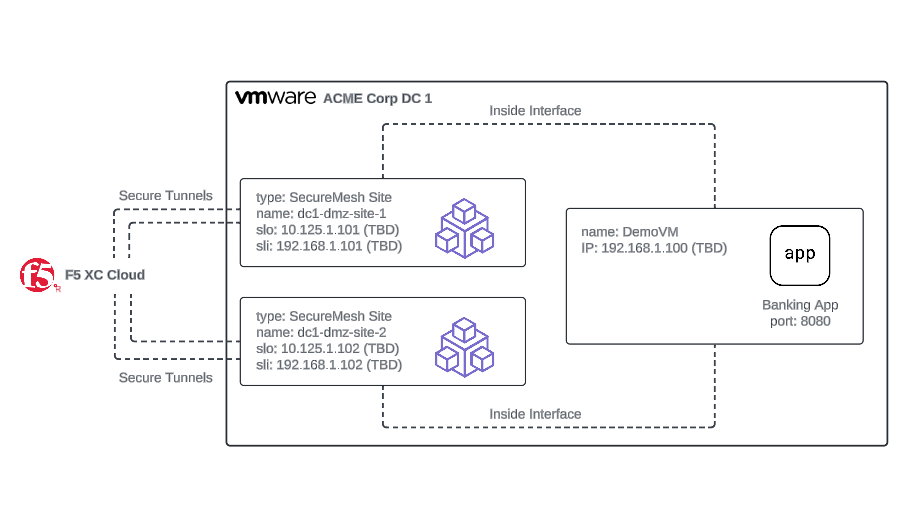 vmware ACME Corp DC 1
Inside Interface
Secure Tunnels
type: SecureMesh Site
name: dc1-dmz-site-1
slo: 10.125.1.101 (TBD)
sli: 192.168.1.101 (TBD)
name: DemoVM
IP: 192.168.1.100 (TBD)
app
Banking App
port: 8080
f5 R F5 XC Cloud
type: SecureMesh Site
name: dc1-dmz-site-2
slo: 10.125.1.102 (TBD)
sli: 192.168.1.102 (TBD)
Secure Tunnels
Inside Interface